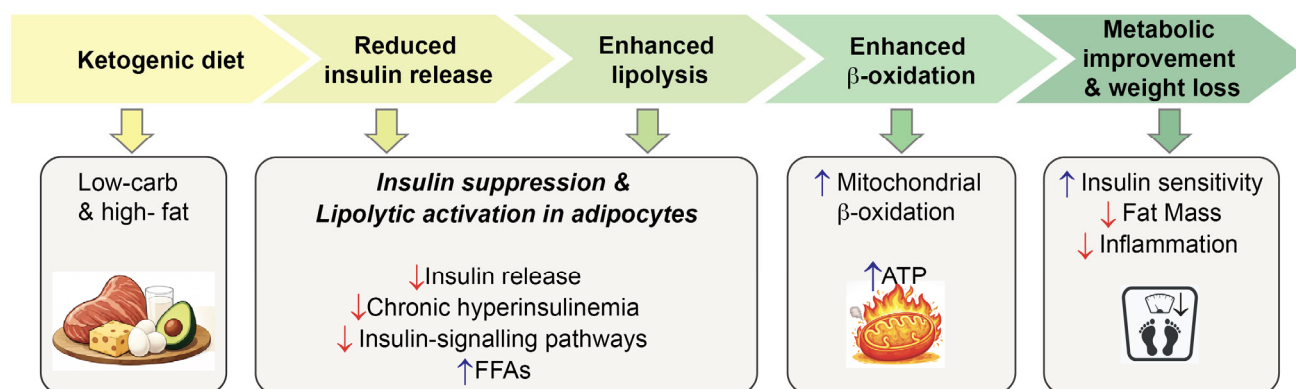 Ketogenic diet
Reduced
insulin release
Enhanced
lipolysis
Enhanced
β-oxidation
Metabolic
improvement
& weight loss
Low-carb
& high- fat
Insulin suppression &
Lipolytic activation in adipocytes
↓Insulin release
↓Chronic hyperinsulinemia
↓ Insulin-signalling pathways
↑FFAs
↑ Mitochondrial
β-oxidation
↑ATP
↑ Insulin sensitivity
↓ Fat Mass
↓ Inflammation